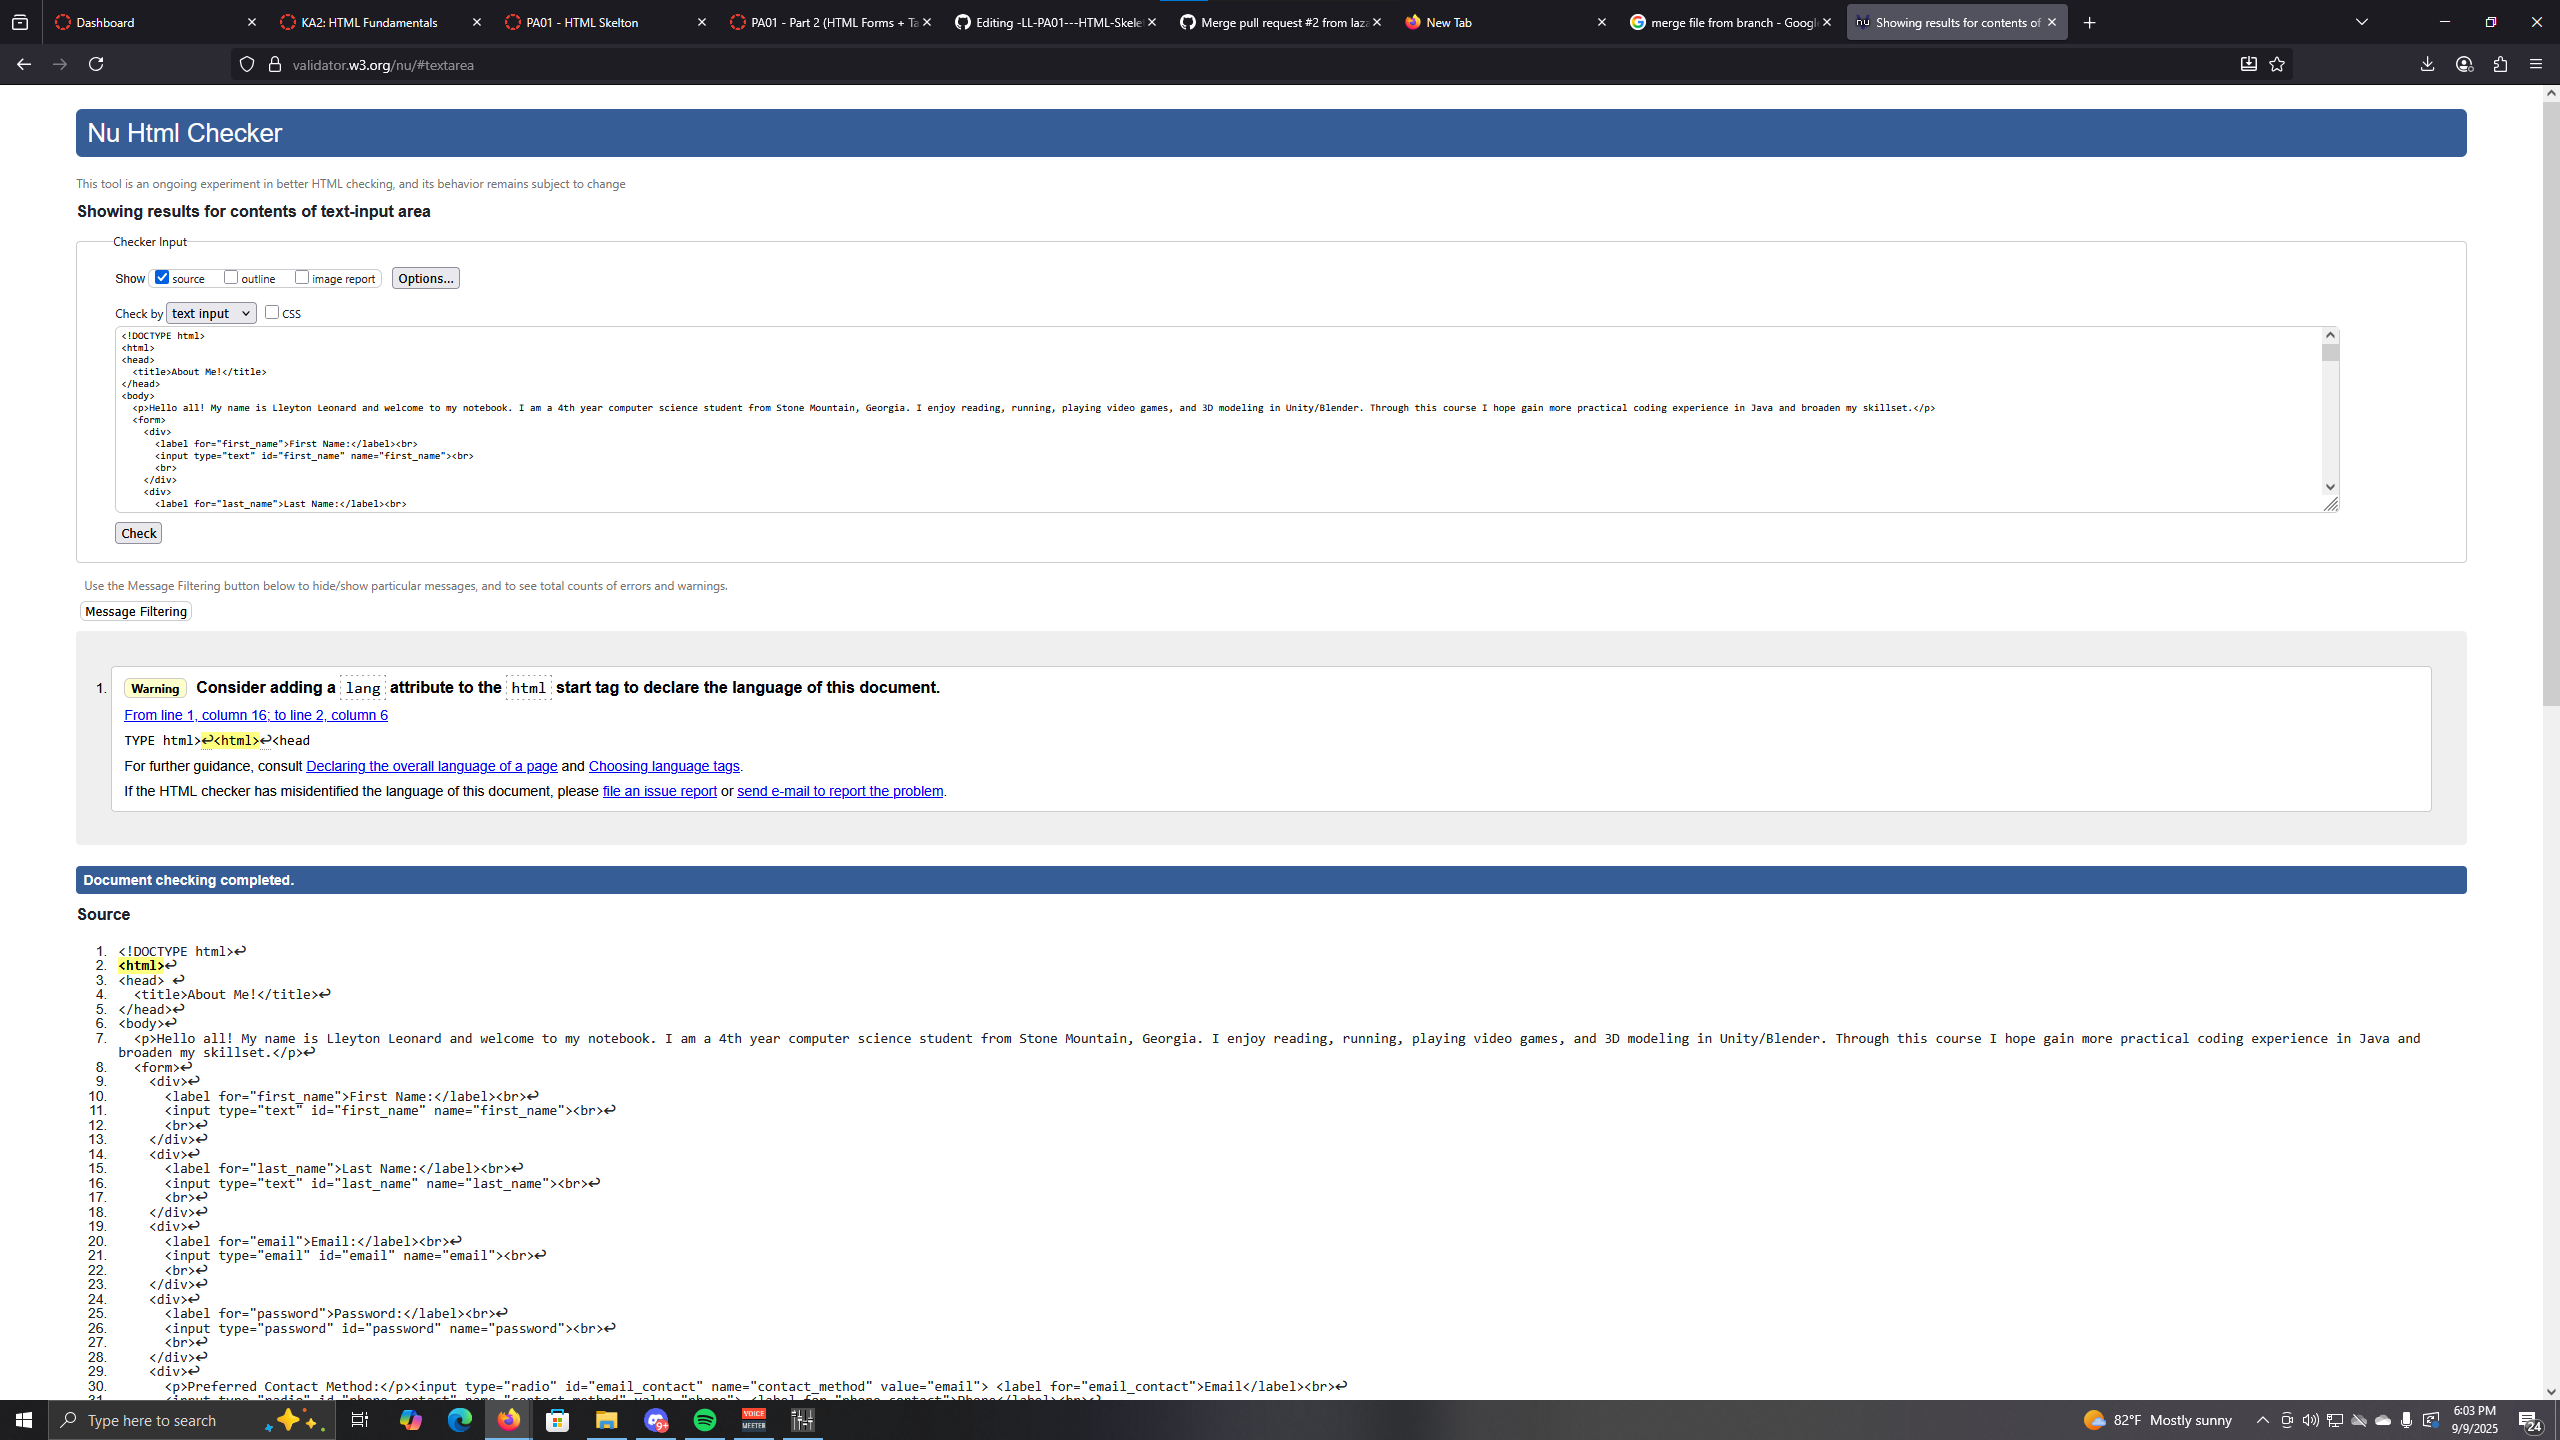 Dashboard
KA2: HTML Fundamentals
PA01 - HTML Skelton
PA01 - Part 2 (HTML Forms + Ta
Editing -LL-PA01---HTML-Skele
Merge pull request #2 from laza
New Tab
merge file from branch - Googl
nu Showing results for contents of
validator.w3.org/nu/#textarea
Nu Html Checker
This tool is an ongoing experiment in better HTML checking, and its behavior remains subject to change
Showing results for contents of text-input area
Checker Input
Show source outline image report Options...
Check by text input CSS
<!DOCTYPE html>
<html>
<head>
<title>About Me!</title>
</head>
<body>
<p>Hello all! My name is Lleyton Leonard and welcome to my notebook. I am a 4th year computer science student from Stone Mountain, Georgia. I enjoy reading, running, playing video games, and 3D modeling in Unity/Blender. Through this course I hope gain more practical coding experience in Java and broaden my skillset.</p>
<form>
<div>
<label for="first_name">First Name:</label><br>
<input type="text" id="first_name" name="first_name"><br>
<br>
</div>
<div>
<label for="last_name">Last Name:</label><br>
Check
Use the Message Filtering button below to hide/show particular messages, and to see total counts of errors and warnings.
Message Filtering
1. Warning Consider adding a lang attribute to the html start tag to declare the language of this document.
From line 1, column 16; to line 2, column 6
TYPE html>↩<html>↩<head
For further guidance, consult Declaring the overall language of a page and Choosing language tags.
If the HTML checker has misidentified the language of this document, please file an issue report or send e-mail to report the problem.
Document checking completed.
Source
1. <!DOCTYPE html>↩
2. <html>↩
3. <head> ↩
4. <title>About Me!</title>↩
5. </head>↩
6. <body>↩
7. <p>Hello all! My name is Lleyton Leonard and welcome to my notebook. I am a 4th year computer science student from Stone Mountain, Georgia. I enjoy reading, running, playing video games, and 3D modeling in Unity/Blender. Through this course I hope gain more practical coding experience in Java and
broaden my skillset.</p>↩
8. <form>↩
9. <div>↩
10. <label for="first_name">First Name:</label><br>↩
11. <input type="text" id="first_name" name="first_name"><br>↩
12. <br>↩
13. </div>↩
14. <div>↩
15. <label for="last_name">Last Name:</label><br>↩
16. <input type="text" id="last_name" name="last_name"><br>↩
17. <br>↩
18. </div>↩
19. <div>↩
20. <label for="email">Email:</label><br>↩
21. <input type="email" id="email" name="email"><br>↩
22. <br>↩
23. </div>↩
24. <div>↩
25. <label for="password">Password:</label><br>↩
26. <input type="password" id="password" name="password"><br>↩
27. <br>↩
28. </div>↩
29. <div>↩
30. <p>Preferred Contact Method:</p><input type="radio" id="email_contact" name="contact_method" value="email"> <label for="email_contact">Email</label><br>↩
31. <input type="radio" id="phone_contact" name="contact_method" value="phone"> <label for="phone_contact">Phone</label><br><br>↩
Type here to search
9+
VOICE
MEETER
82°F Mostly sunny
6:03 PM
9/9/2025
24